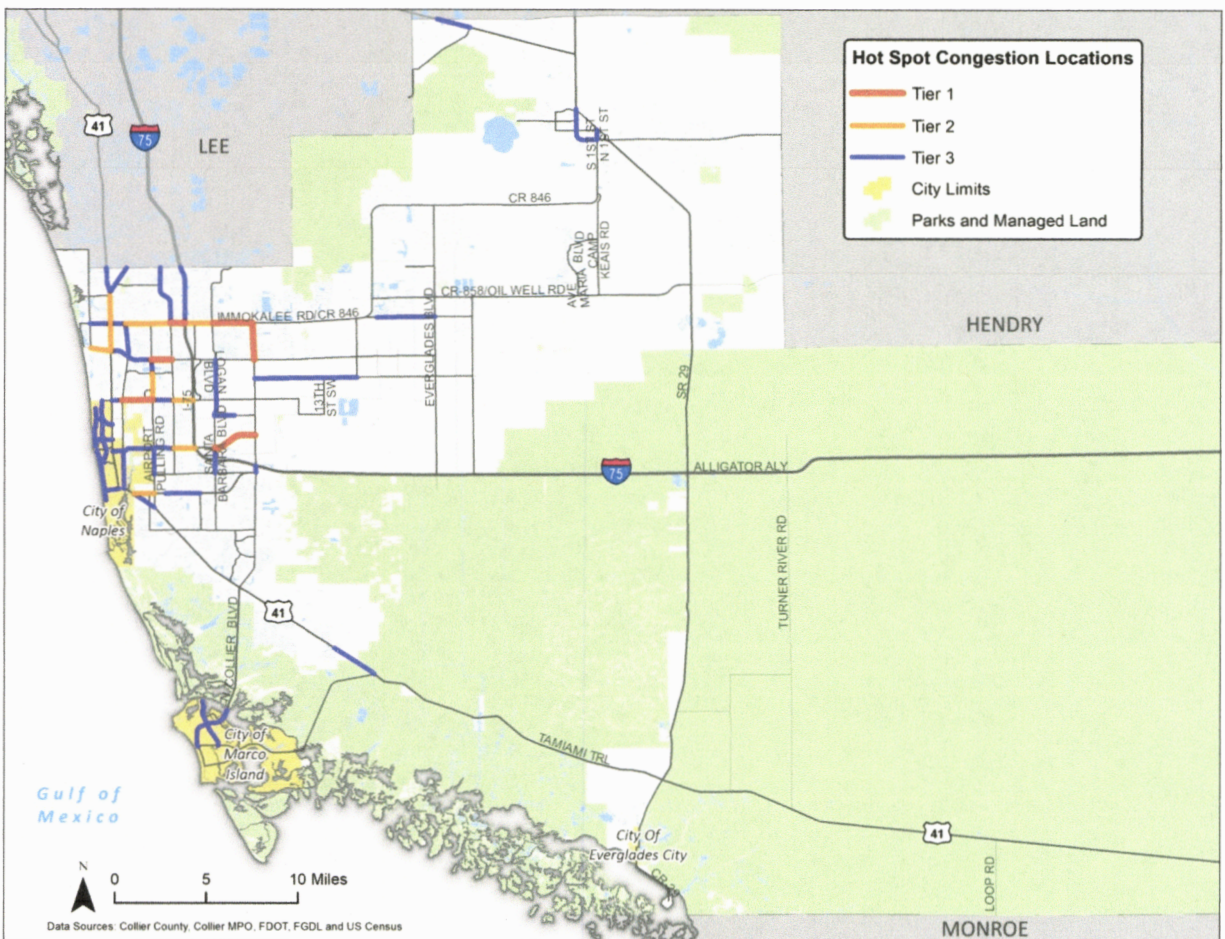 Hot Spot Congestion Locations
Tier 1
Tier 2
Tier 3
City Limits
Parks and Managed Land
41
75
LEE
S 1ST ST
N 1ST ST
CR 846
AVE
MARIA BLVD
CAMP
KEAIS RD
CR-858/OIL WELL RD
IMMOKALEE RD/CR 846
HENDRY
EVERGLADES BLVD
LOGAN
BLVD
13TH
ST SW
I-75
SR 29
AIRPORT
PULLING RD
SANTA
BARBARA BLVD
75
ALLIGATOR ALY
City of
Naples
TURNER RIVER RD
41
COLLIER BLVD
City of
Marco
Island
TAMIAMI TRL
Gulf of
Mexico
City Of
Everglades City
41
CR 29
LOOP RD
N
0 5 10 Miles
Data Sources: Collier County, Collier MPO, FDOT, FGDL and US Census
MONROE